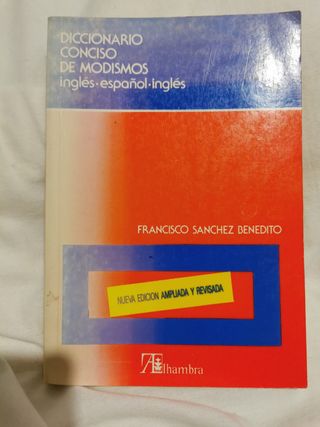 DICCIONARIO
CONCISO
DE MODISMOS
inglés·español·inglés
FRANCISCO SANCHEZ BENEDITO
NUEVA EDICION AMPLIADA Y REVISADA
Alhambra